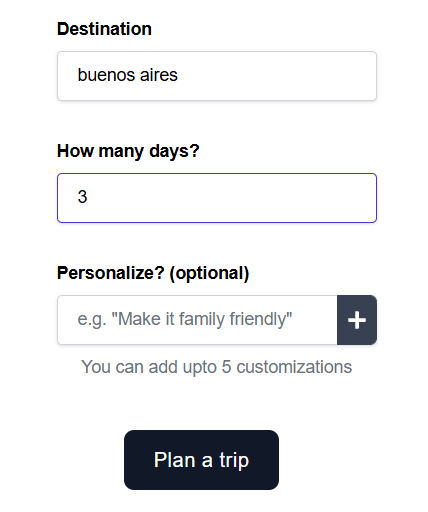 Destination
buenos aires
How many days?
3
Personalize? (optional)
e.g. "Make it family friendly"
You can add upto 5 customizations
Plan a trip